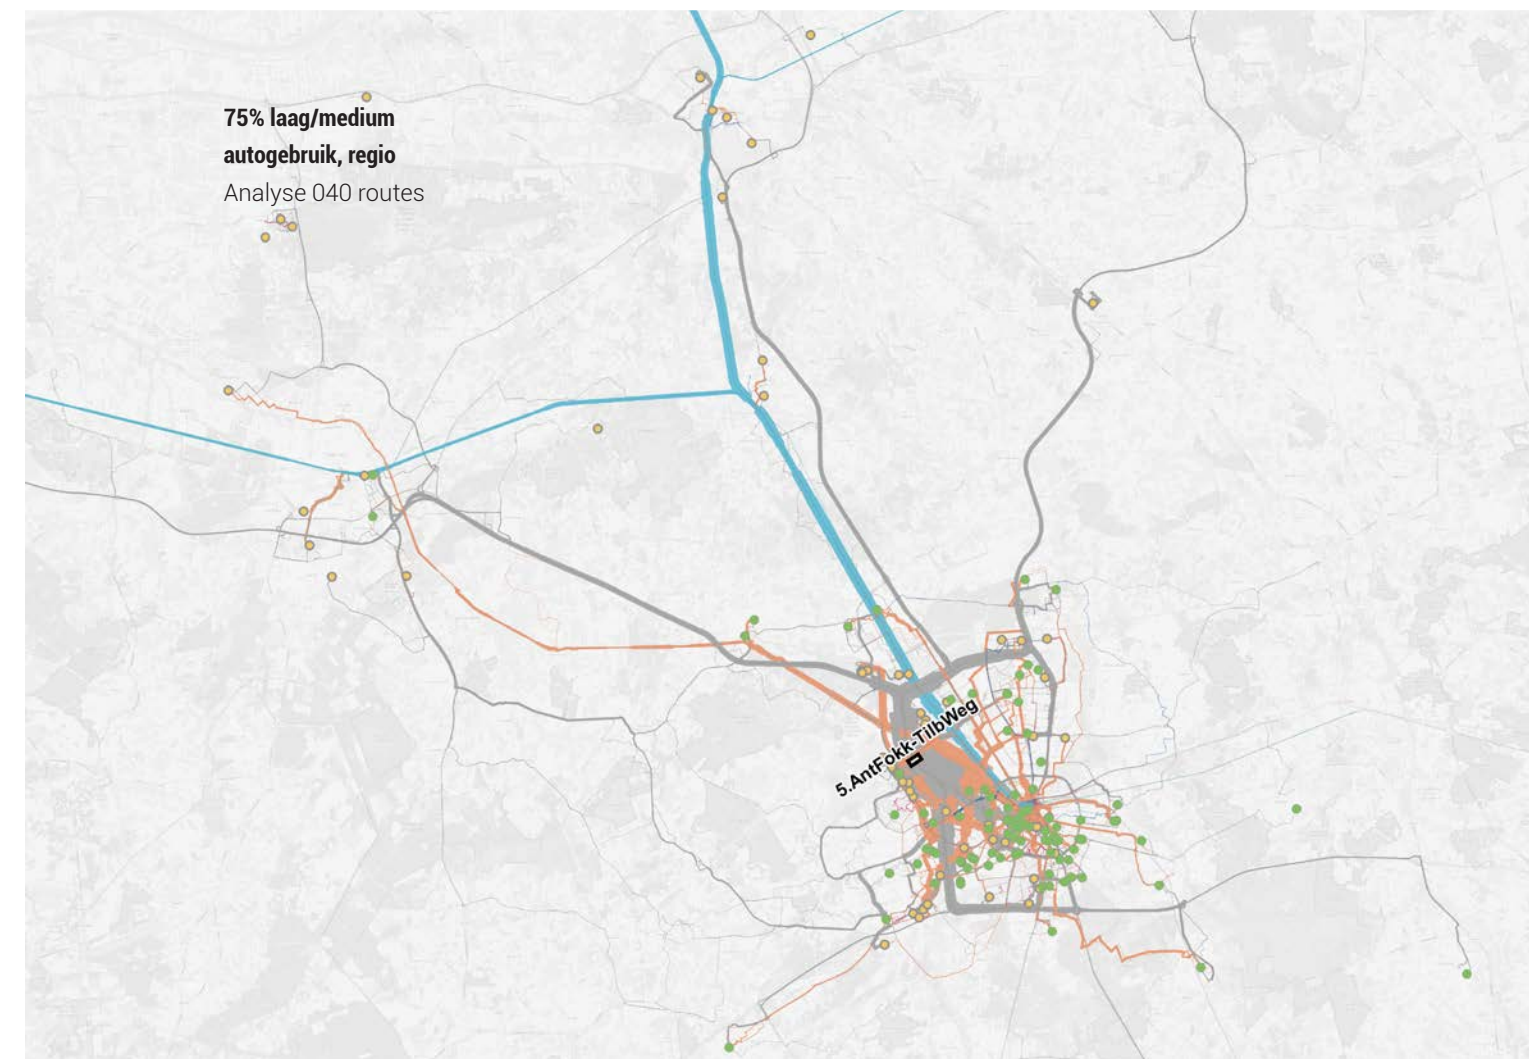 75% laag/medium
autogebruik, regio
Analyse 040 routes
5.AntFokk-TilbWeg